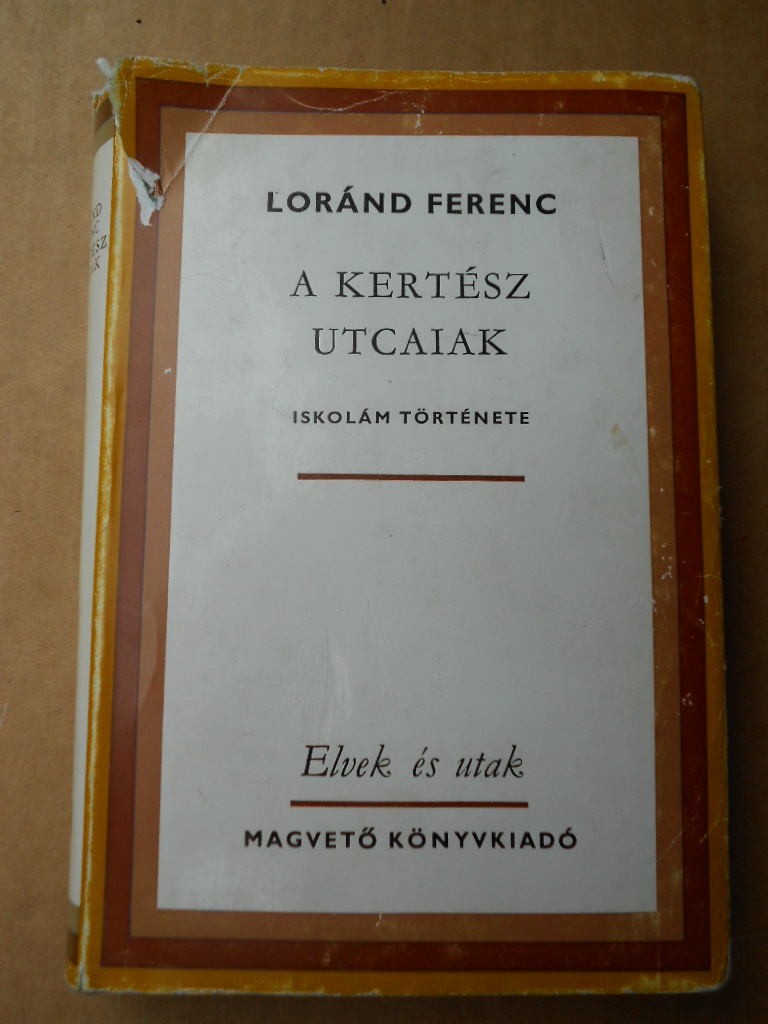 LORÁND FERENC
A KERTÉSZ
UTCAIAK
ISKOLÁM TÖRTÉNETE
Elvek és utak
MAGVETŐ KÖNYVKIADÓ